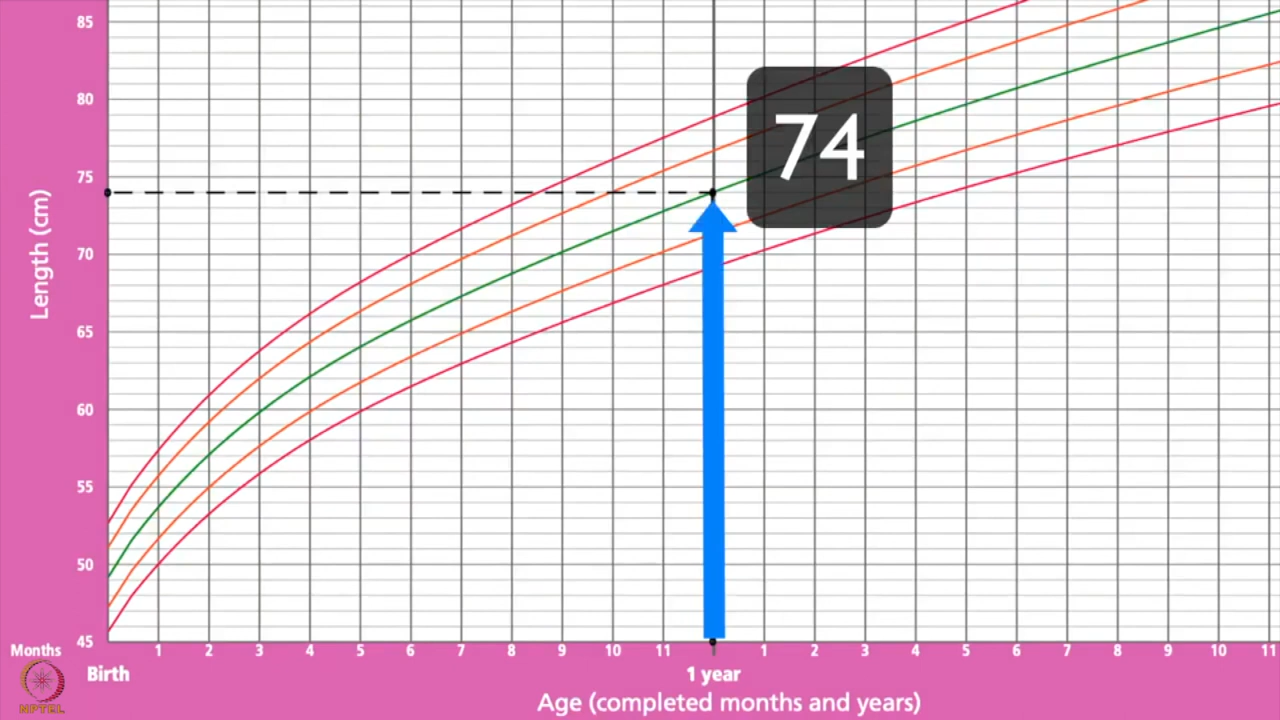 85
80
75
70
65
60
55
50
45
Length (cm)
74
Months 1 2 3 4 5 6 7 8 9 10 11 1 2 3 4 5 6 7 8 9 10 11
Birth 1 year
Age (completed months and years)
NPTEL